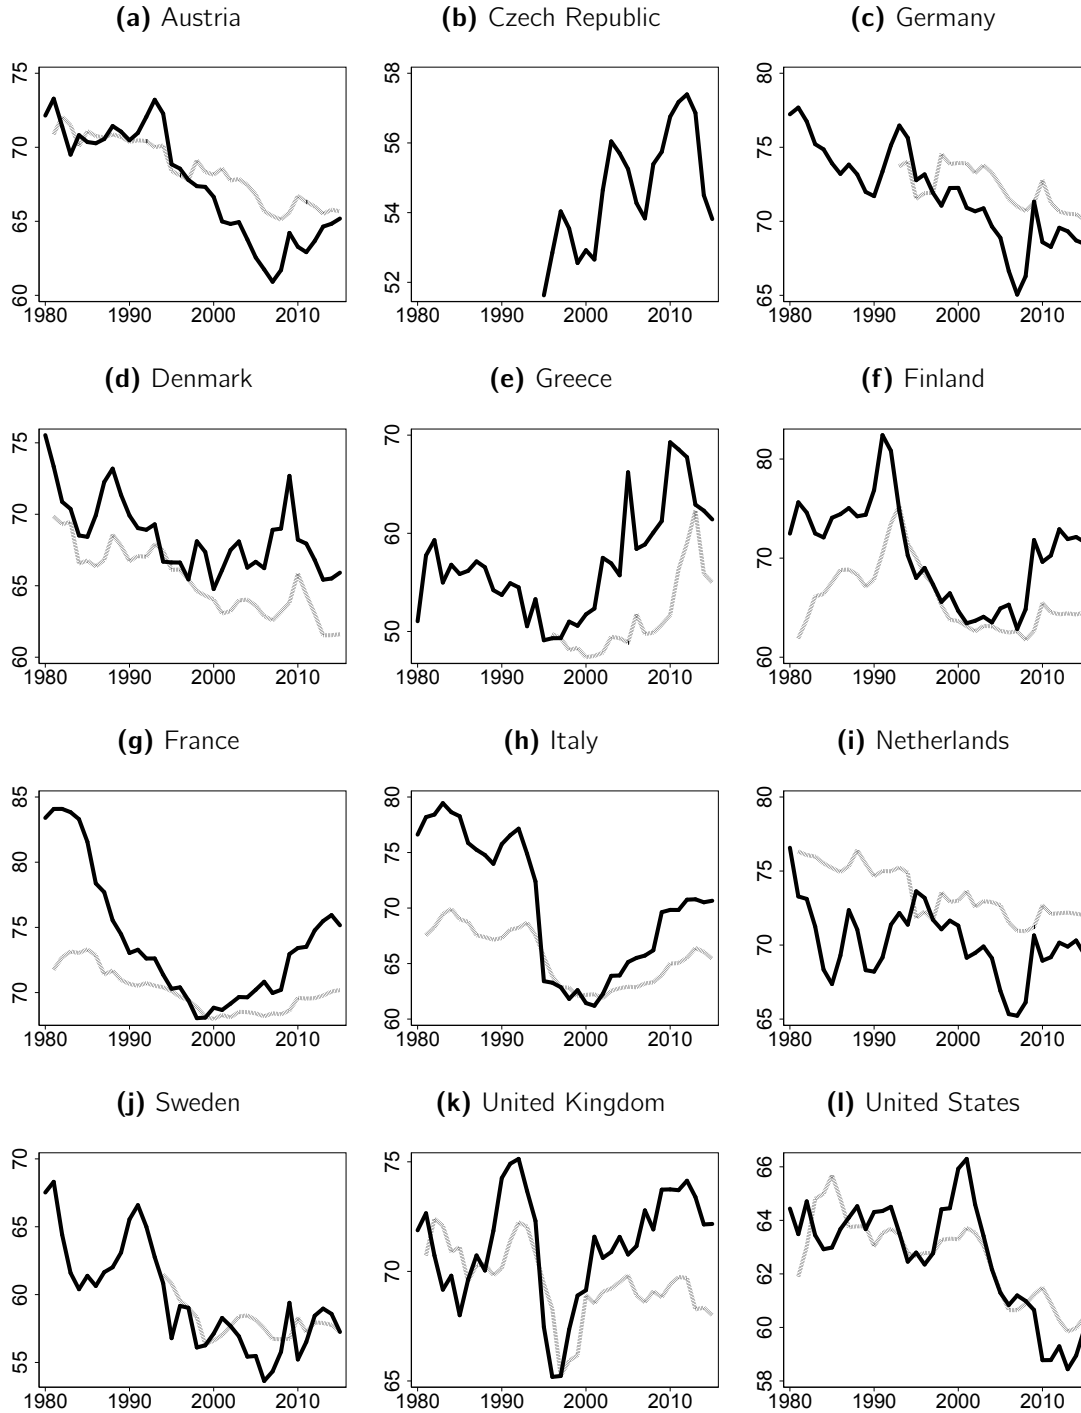 (a) Austria
(b) Czech Republic
(c) Germany
75
70
65
60
1980 1990 2000 2010
58
56
54
52
1980 1990 2000 2010
80
75
70
65
1980 1990 2000 2010
(d) Denmark
(e) Greece
(f) Finland
75
70
65
60
1980 1990 2000 2010
70
60
50
1980 1990 2000 2010
80
70
60
1980 1990 2000 2010
(g) France
(h) Italy
(i) Netherlands
85
80
75
70
1980 1990 2000 2010
80
75
70
65
60
1980 1990 2000 2010
80
75
70
65
1980 1990 2000 2010
(j) Sweden
(k) United Kingdom
(l) United States
70
65
60
55
1980 1990 2000 2010
75
70
65
1980 1990 2000 2010
66
64
62
60
58
1980 1990 2000 2010